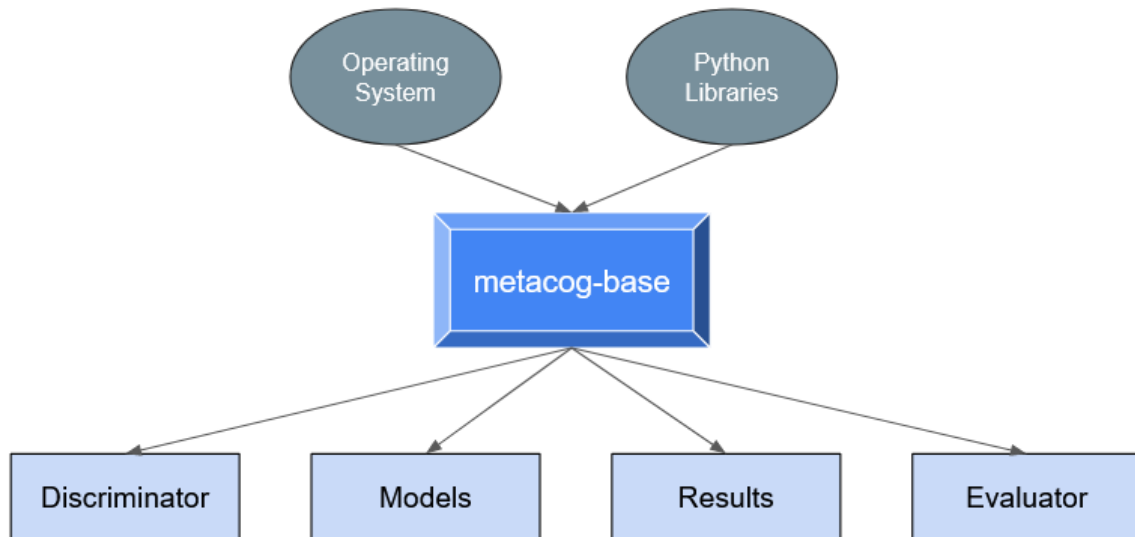 Operating
System
Python
Libraries
metacog-base
Discriminator
Models
Results
Evaluator